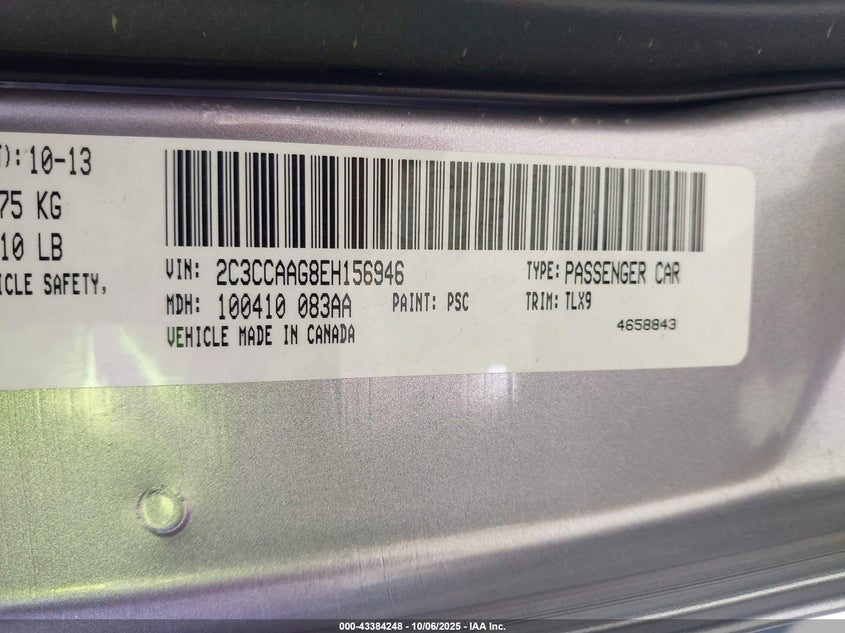 T): 10-13
75 KG
10 LB
ICLE SAFETY,
VIN: 2C3CCAAG8EH156946 TYPE: PASSENGER CAR
MDH: 100410 083AA PAINT: PSC TRIM: TLX9
VEHICLE MADE IN CANADA 4658843
000-43384248 - 10/06/2025 - IAA Inc.